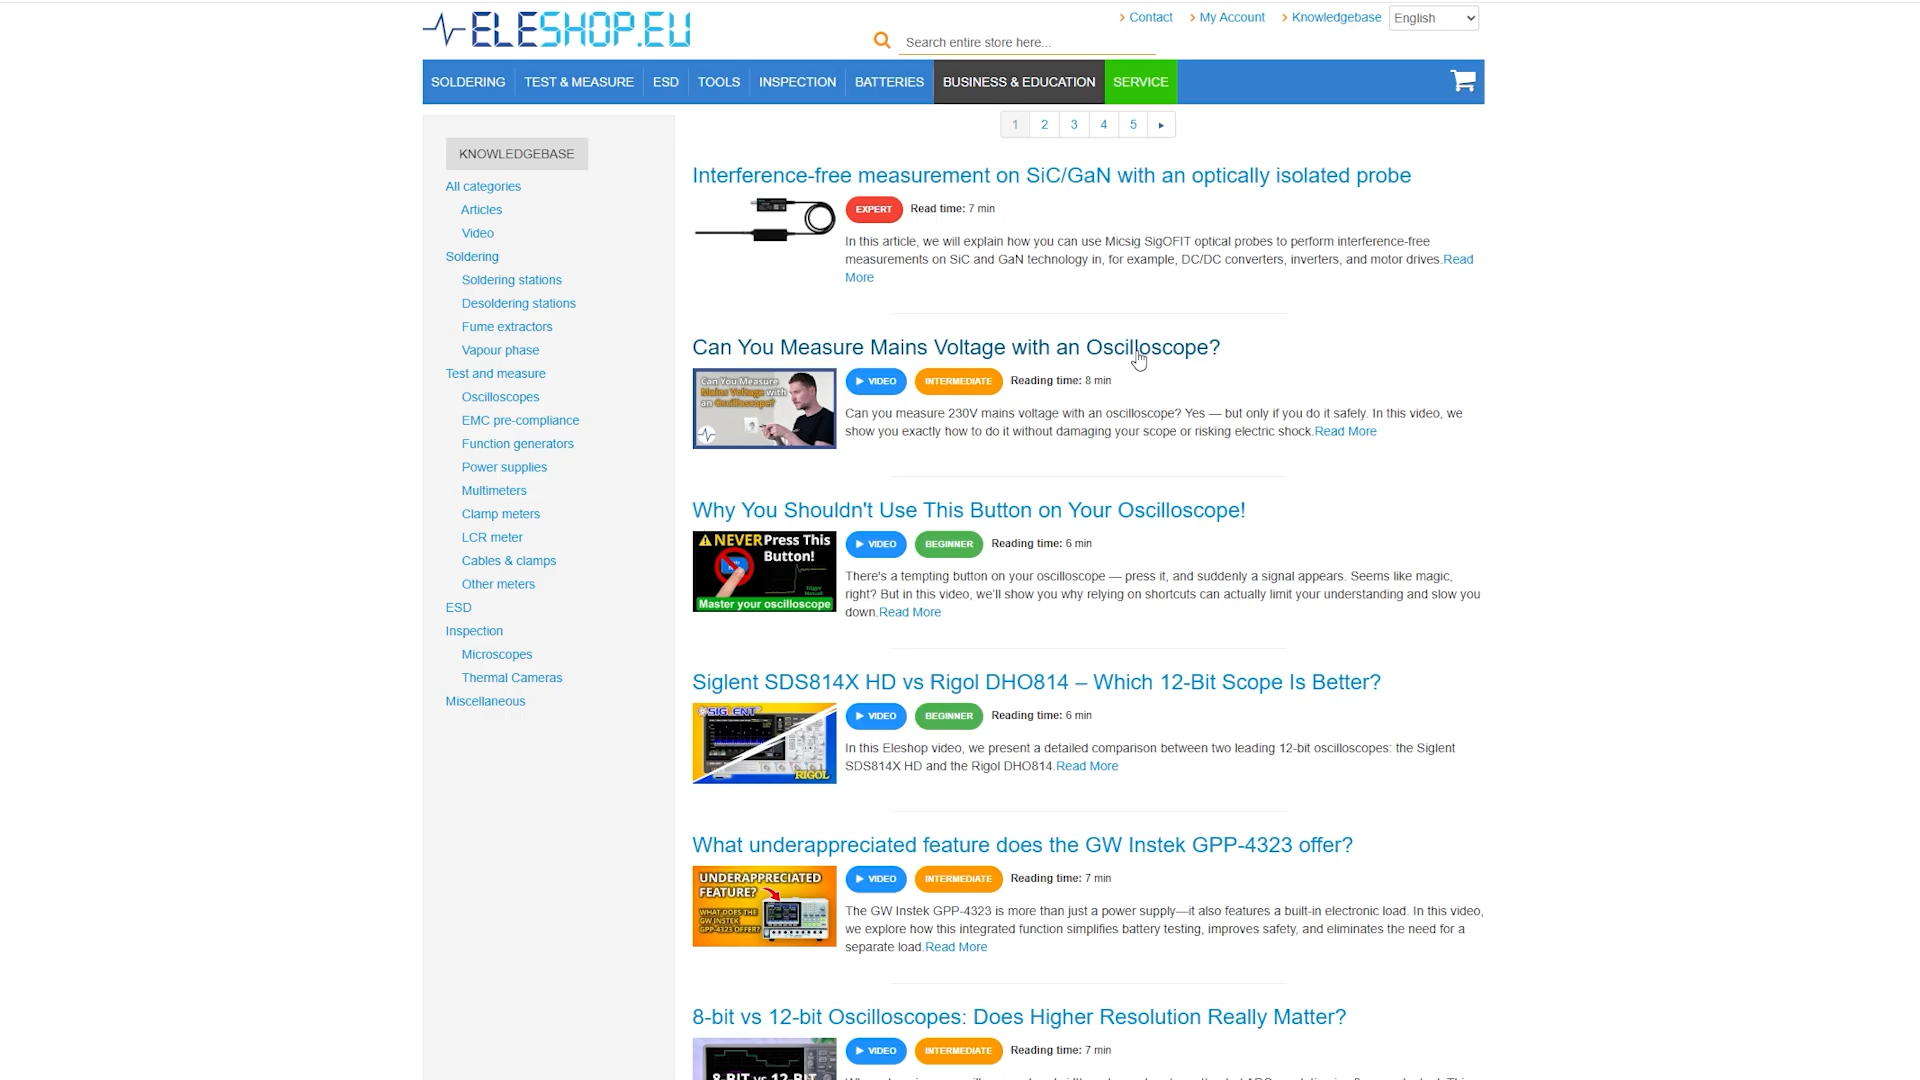 ELESHOP.EU
Contact
My Account
Knowledgebase
English
Search entire store here...
SOLDERING
TEST & MEASURE
ESD
TOOLS
INSPECTION
BATTERIES
BUSINESS & EDUCATION
SERVICE
1 2 3 4 5
KNOWLEDGEBASE
All categories
Articles
Video
Soldering
Soldering stations
Desoldering stations
Fume extractors
Vapour phase
Test and measure
Oscilloscopes
EMC pre-compliance
Function generators
Power supplies
Multimeters
Clamp meters
LCR meter
Cables & clamps
Other meters
ESD
Inspection
Microscopes
Thermal Cameras
Miscellaneous
Interference-free measurement on SiC/GaN with an optically isolated probe
EXPERT Read time: 7 min
In this article, we will explain how you can use Micsig SigOFIT optical probes to perform interference-free
measurements on SiC and GaN technology in, for example, DC/DC converters, inverters, and motor drives.Read
More
Can You Measure Mains Voltage with an Oscilloscope?
Can You Measure
Mains Voltage with
an Oscilloscope?
VIDEO INTERMEDIATE Reading time: 8 min
Can you measure 230V mains voltage with an oscilloscope? Yes — but only if you do it safely. In this video, we
show you exactly how to do it without damaging your scope or risking electric shock.Read More
Why You Shouldn't Use This Button on Your Oscilloscope!
NEVER Press This
Button!
Master your oscilloscope
VIDEO BEGINNER Reading time: 6 min
There's a tempting button on your oscilloscope — press it, and suddenly a signal appears. Seems like magic,
right? But in this video, we'll show you why relying on shortcuts can actually limit your understanding and slow you
down.Read More
Siglent SDS814X HD vs Rigol DHO814 – Which 12-Bit Scope Is Better?
SIGLENT
RIGOL
VIDEO BEGINNER Reading time: 6 min
In this Eleshop video, we present a detailed comparison between two leading 12-bit oscilloscopes: the Siglent
SDS814X HD and the Rigol DHO814.Read More
What underappreciated feature does the GW Instek GPP-4323 offer?
UNDERAPPRECIATED
FEATURE?
WHAT DOES THE
GW INSTEK
GPP-4323 OFFER?
VIDEO INTERMEDIATE Reading time: 7 min
The GW Instek GPP-4323 is more than just a power supply—it also features a built-in electronic load. In this video,
we explore how this integrated function simplifies battery testing, improves safety, and eliminates the need for a
separate load.Read More
8-bit vs 12-bit Oscilloscopes: Does Higher Resolution Really Matter?
8-BIT vs 12-BIT
VIDEO INTERMEDIATE Reading time: 7 min